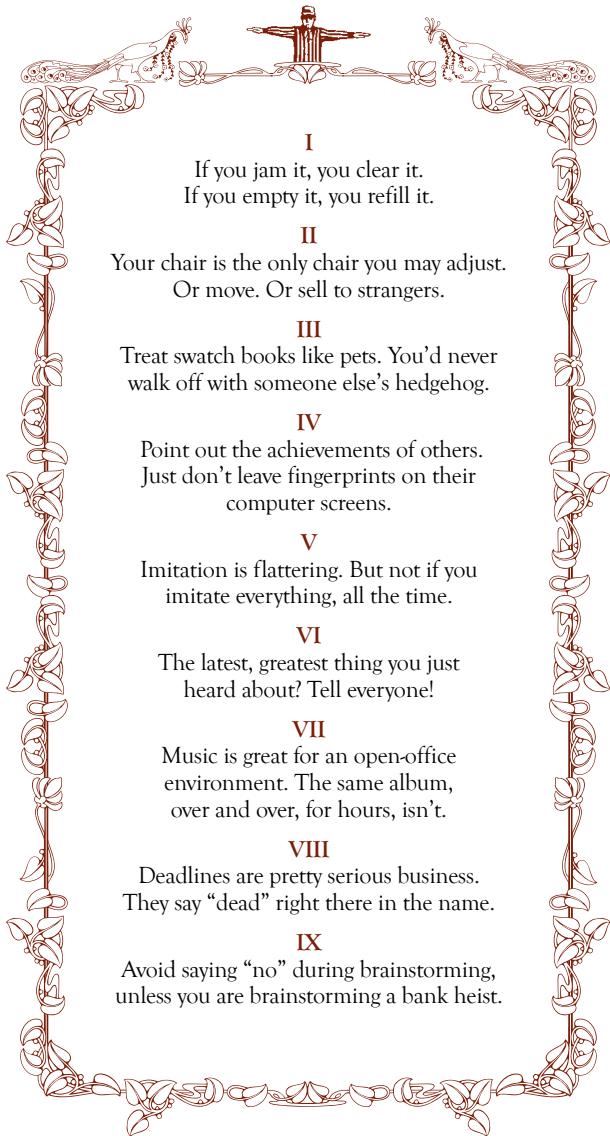 I
If you jam it, you clear it.
If you empty it, you refill it.
II
Your chair is the only chair you may adjust.
Or move. Or sell to strangers.
III
Treat swatch books like pets. You’d never
walk off with someone else’s hedgehog.
IV
Point out the achievements of others.
Just don’t leave fingerprints on their
computer screens.
V
Imitation is flattering. But not if you
imitate everything, all the time.
VI
The latest, greatest thing you just
heard about? Tell everyone!
VII
Music is great for an open-office
environment. The same album,
over and over, for hours, isn’t.
VIII
Deadlines are pretty serious business.
They say “dead” right there in the name.
IX
Avoid saying “no” during brainstorming,
unless you are brainstorming a bank heist.